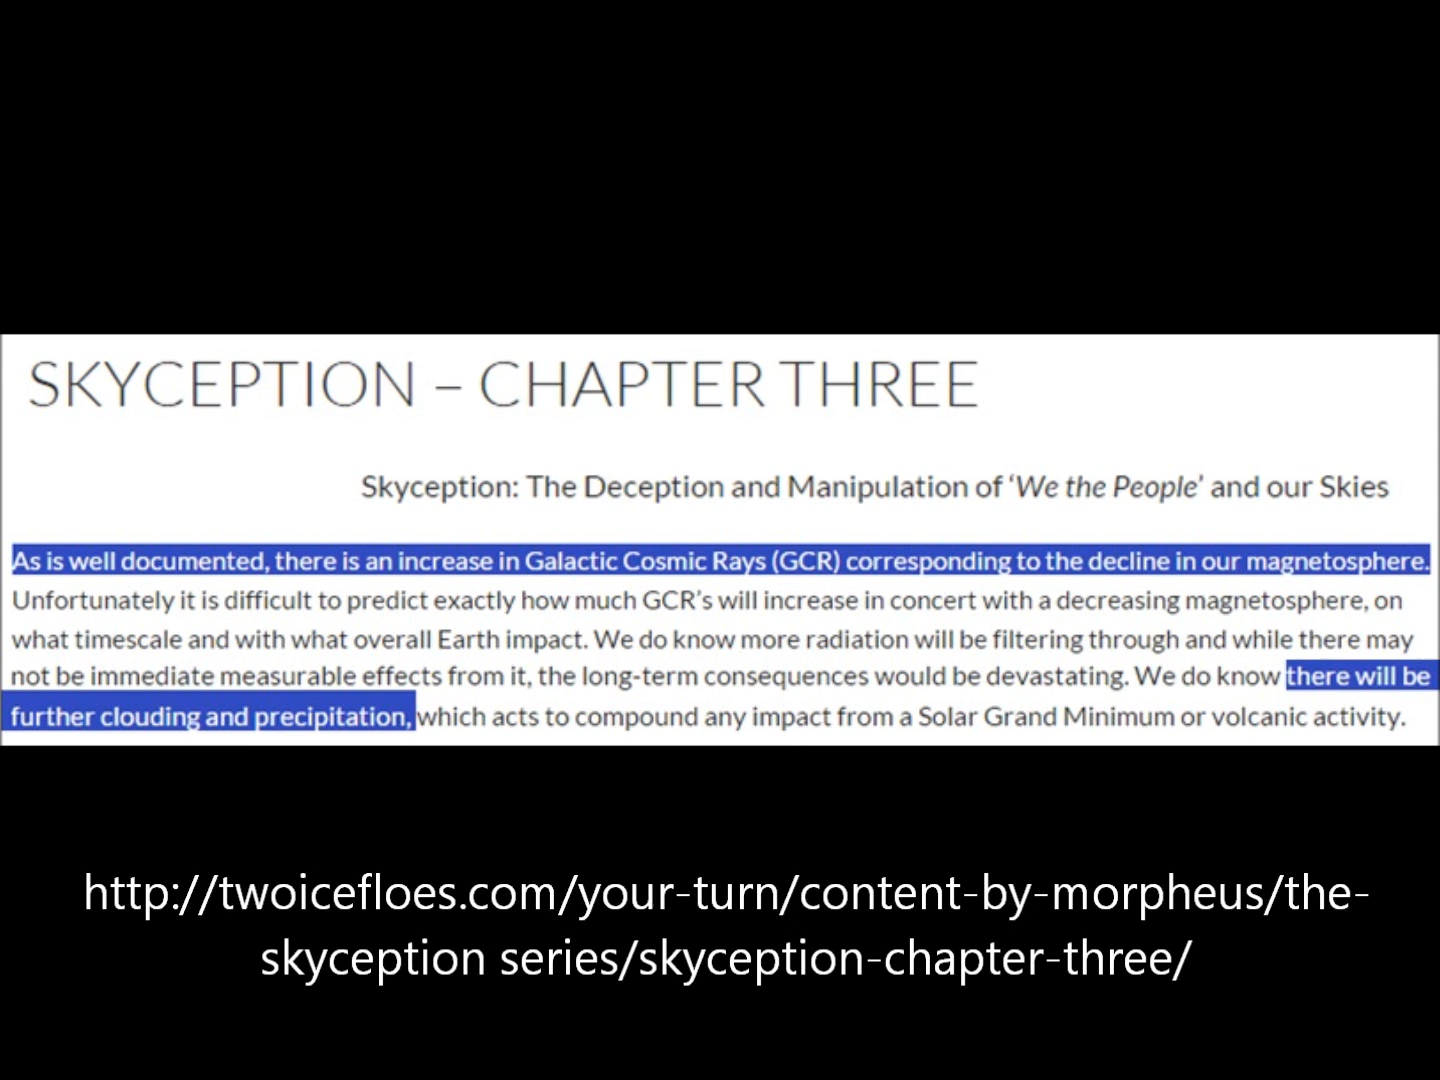 SKYCEPTION – CHAPTER THREE
Skyception: The Deception and Manipulation of ‘We the People’ and our Skies
As is well documented, there is an increase in Galactic Cosmic Rays (GCR) corresponding to the decline in our magnetosphere.
Unfortunately it is difficult to predict exactly how much GCR’s will increase in concert with a decreasing magnetosphere, on
what timescale and with what overall Earth impact. We do know more radiation will be filtering through and while there may
not be immediate measurable effects from it, the long-term consequences would be devastating. We do know there will be
further clouding and precipitation, which acts to compound any impact from a Solar Grand Minimum or volcanic activity.
http://twoicefloes.com/your-turn/content-by-morpheus/the-
skyception series/skyception-chapter-three/